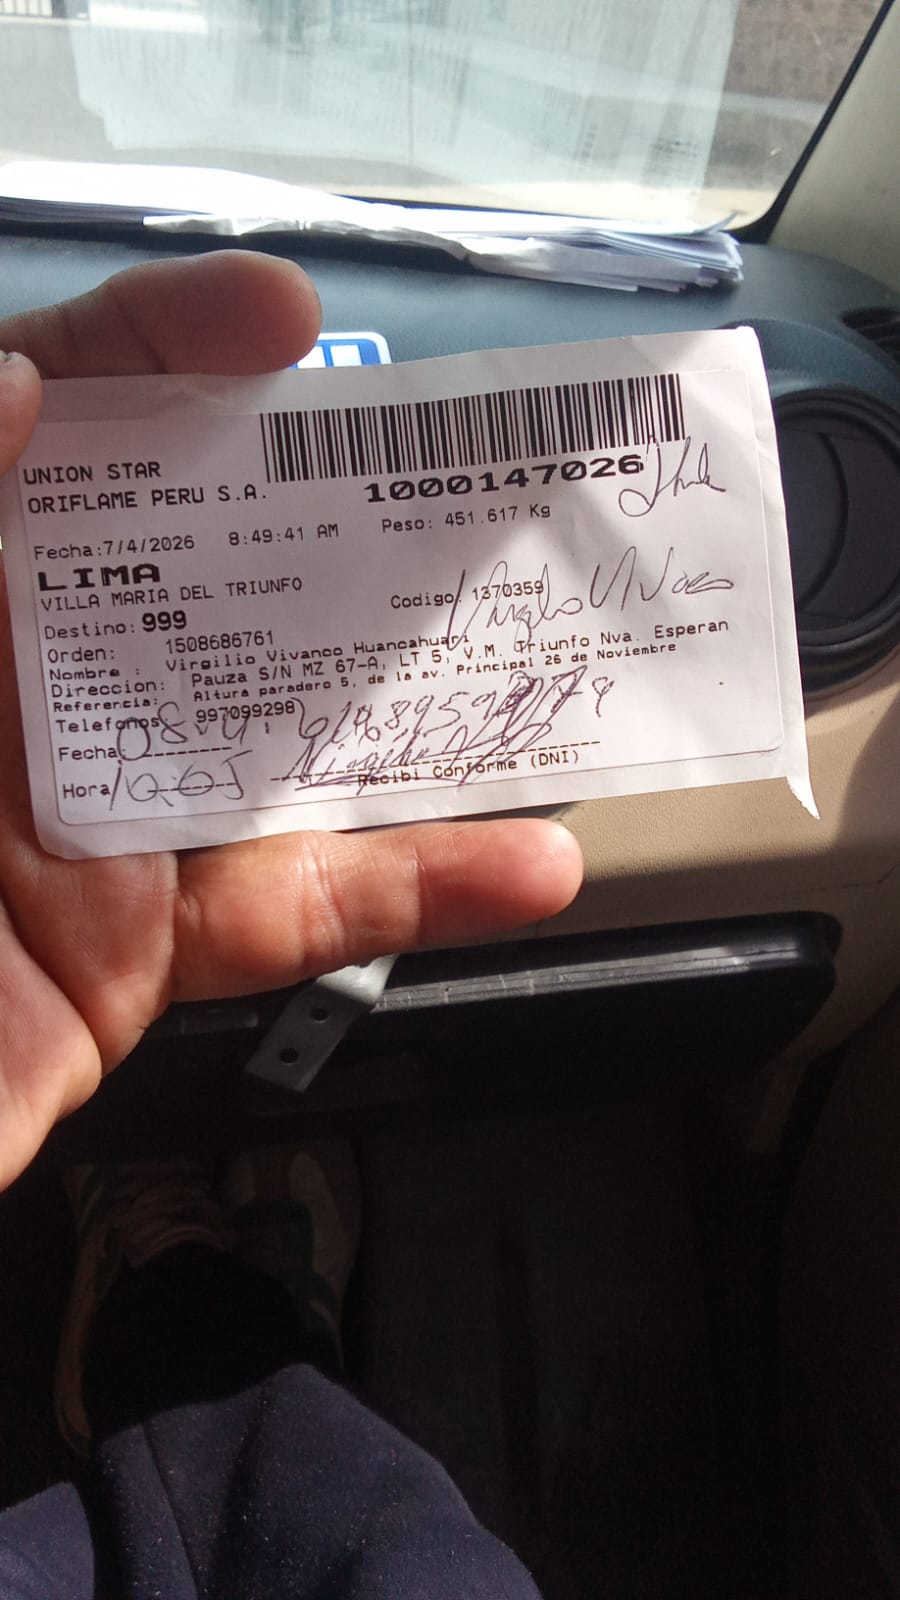 UNION STAR
ORIFLAME PERU S.A.
1000147026
Fecha:7/4/2026 8:49:41 AM Peso: 451.617 Kg
LIMA
VILLA MARIA DEL TRIUNFO
Codigo: 1370359
Destino: 999
Orden: 1508686761
Nombre : Virgilio Vivanco Huancahuari
Direccion: Pauza S/N MZ 67-A, LT 5, V.M. Triunfo Nva. Esperan
Referencia: Altura paradero 5, de la av. Principal 26 de Noviembre
Telefonos: 997099298
Fecha:
Hora 10:05
Recibi Conforme (DNI)